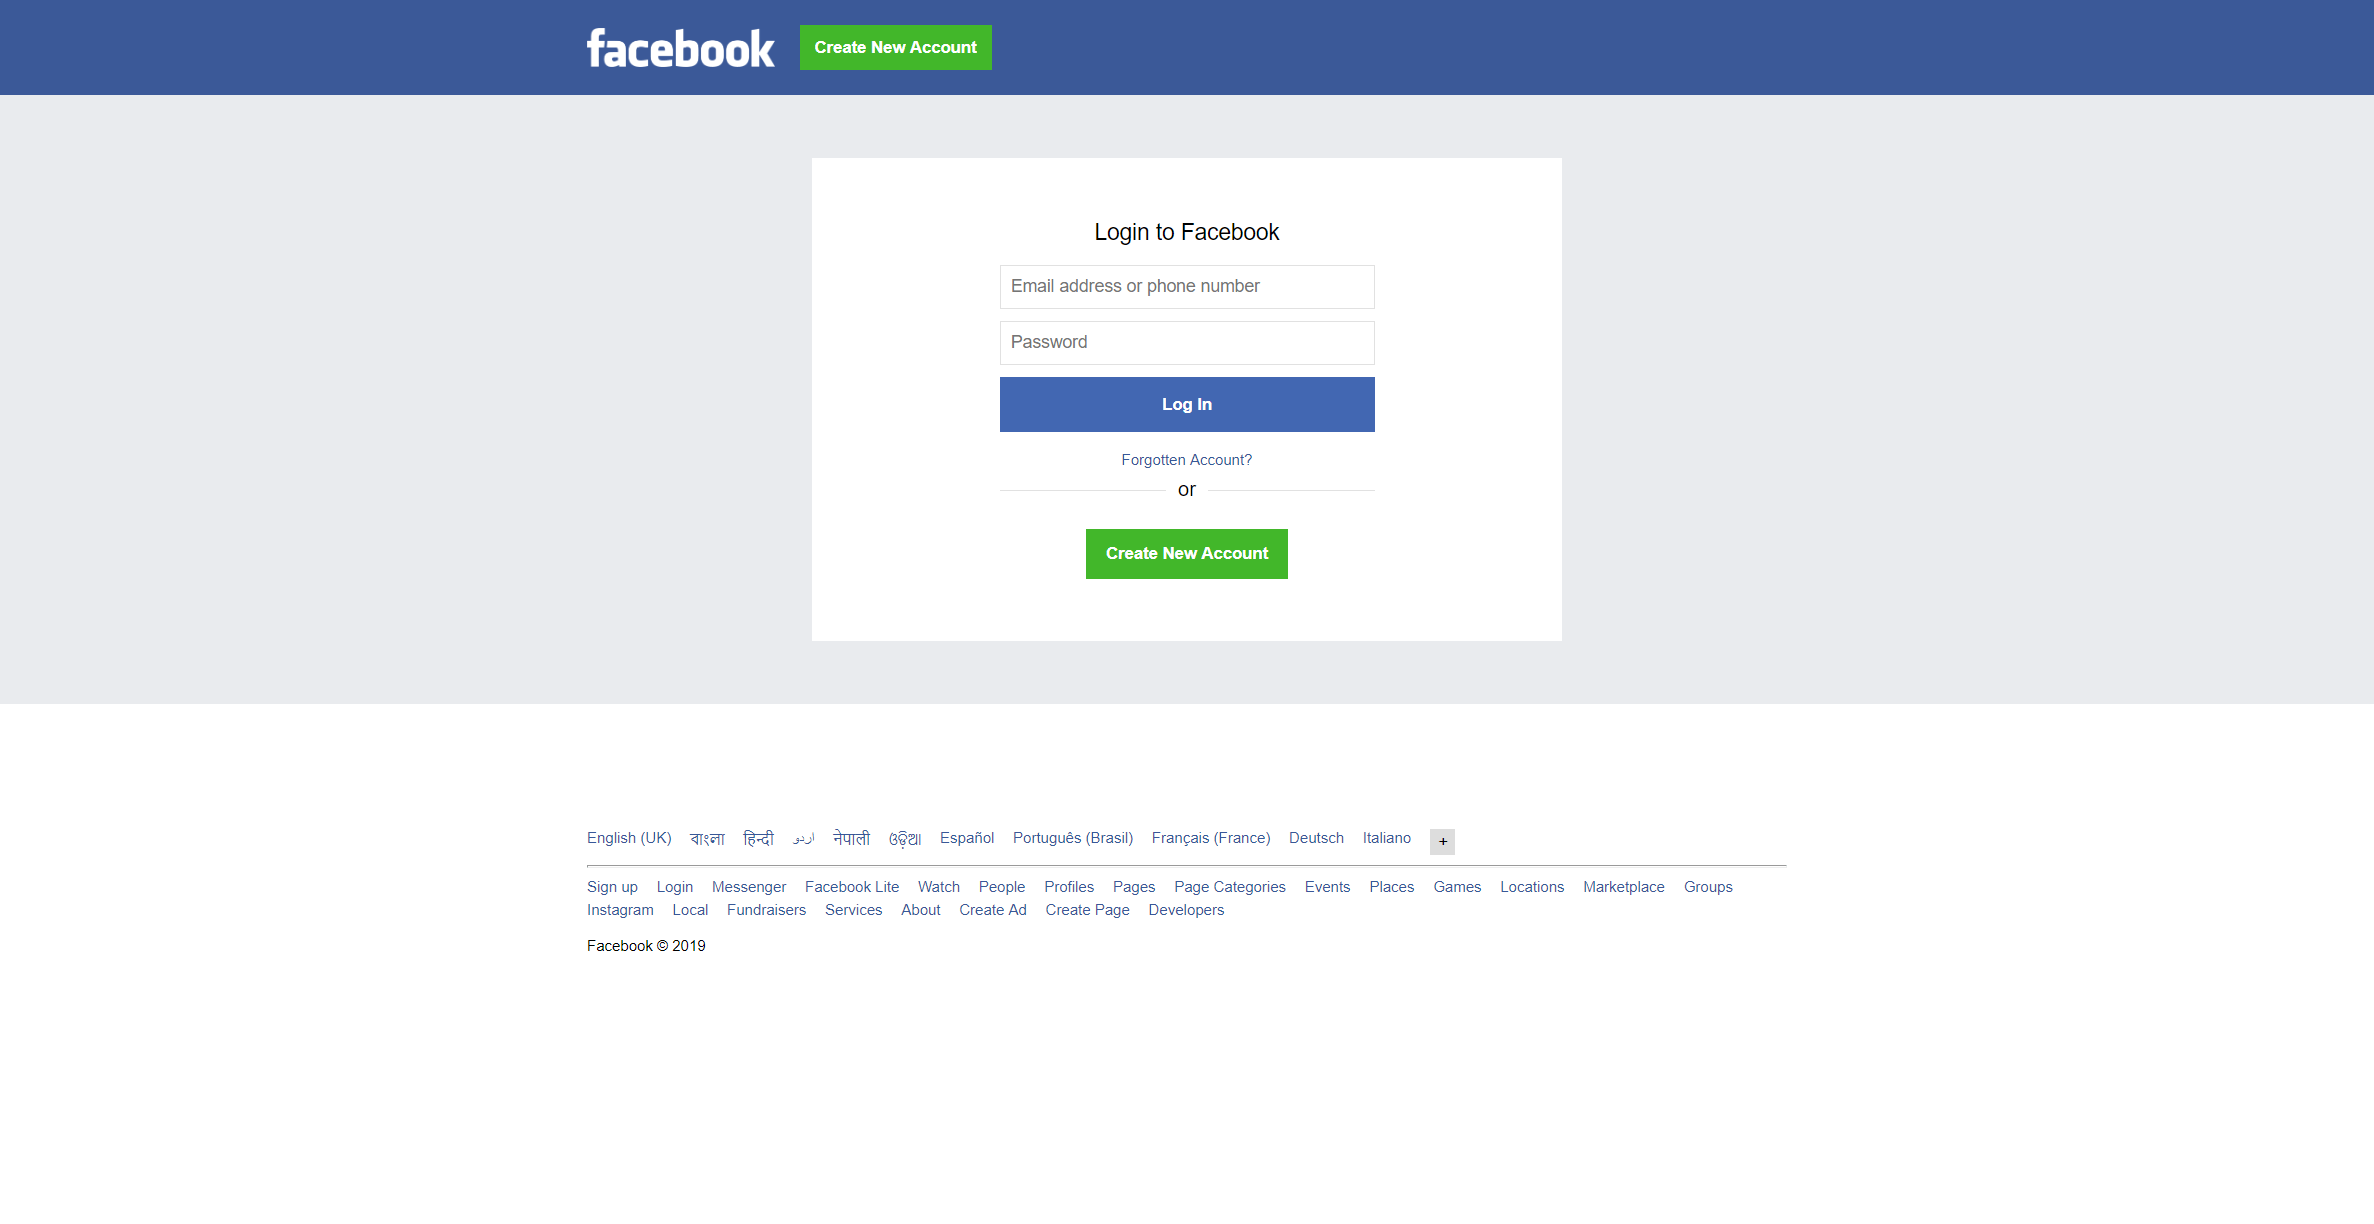 facebook Create New Account
Login to Facebook
Email address or phone number
Password
Log In
Forgotten Account?
or
Create New Account
English (UK) বাংলা हिन्दी اردو नेपाली ଓଡ଼ିଆ Español Português (Brasil) Français (France) Deutsch Italiano +
Sign up Login Messenger Facebook Lite Watch People Profiles Pages Page Categories Events Places Games Locations Marketplace Groups
Instagram Local Fundraisers Services About Create Ad Create Page Developers
Facebook © 2019